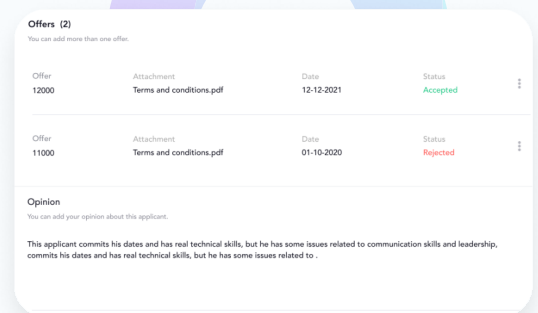 Offers (2)
You can add more than one offer.
Offer Attachment Date Status
12000 Terms and conditions.pdf 12-12-2021 Accepted
Offer Attachment Date Status
11000 Terms and conditions.pdf 01-10-2020 Rejected
Opinion
You can add your opinion about this applicant.
This applicant commits his dates and has real technical skills, but he has some issues related to communication skills and leadership,
commits his dates and has real technical skills, but he has some issues related to .